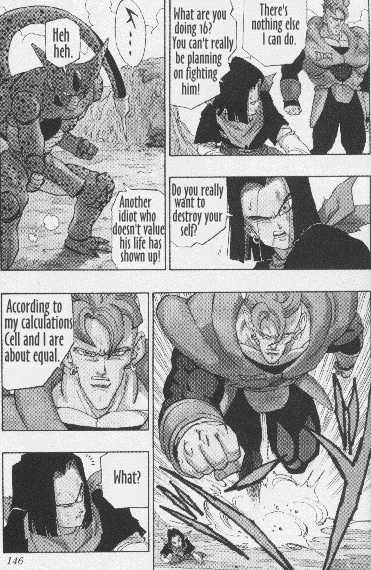 There's
nothing else
I can do.
What are you
doing 16?
You can't really
be planning
on fighting
him!
Do you really
want to
destroy your
self?
Heh
heh.
Another
idiot who
doesn't value
his life has
shown up!
According to
my calculations
Cell and I are
about equal.
What?
146